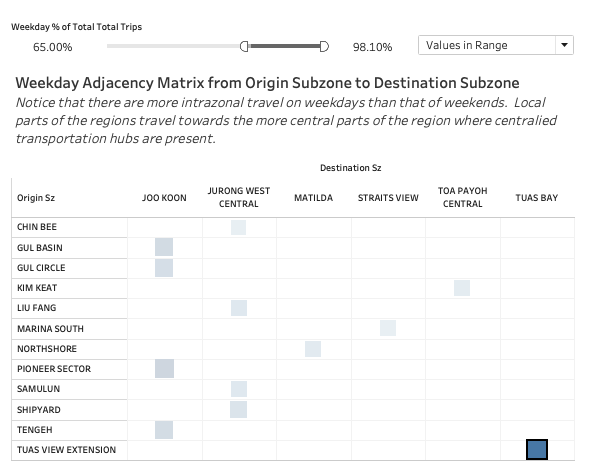 Weekday % of Total Total Trips
65.00%
98.10%
Values in Range
Weekday Adjacency Matrix from Origin Subzone to Destination Subzone
Notice that there are more intrazonal travel on weekdays than that of weekends. Local
parts of the regions travel towards the more central parts of the region where centralied
transportation hubs are present.
Destination Sz
Origin Sz
JOO KOON
JURONG WEST
CENTRAL
MATILDA
STRAITS VIEW
TOA PAYOH
CENTRAL
TUAS BAY
CHIN BEE
GUL BASIN
GUL CIRCLE
KIM KEAT
LIU FANG
MARINA SOUTH
NORTHSHORE
PIONEER SECTOR
SAMULUN
SHIPYARD
TENGEH
TUAS VIEW EXTENSION